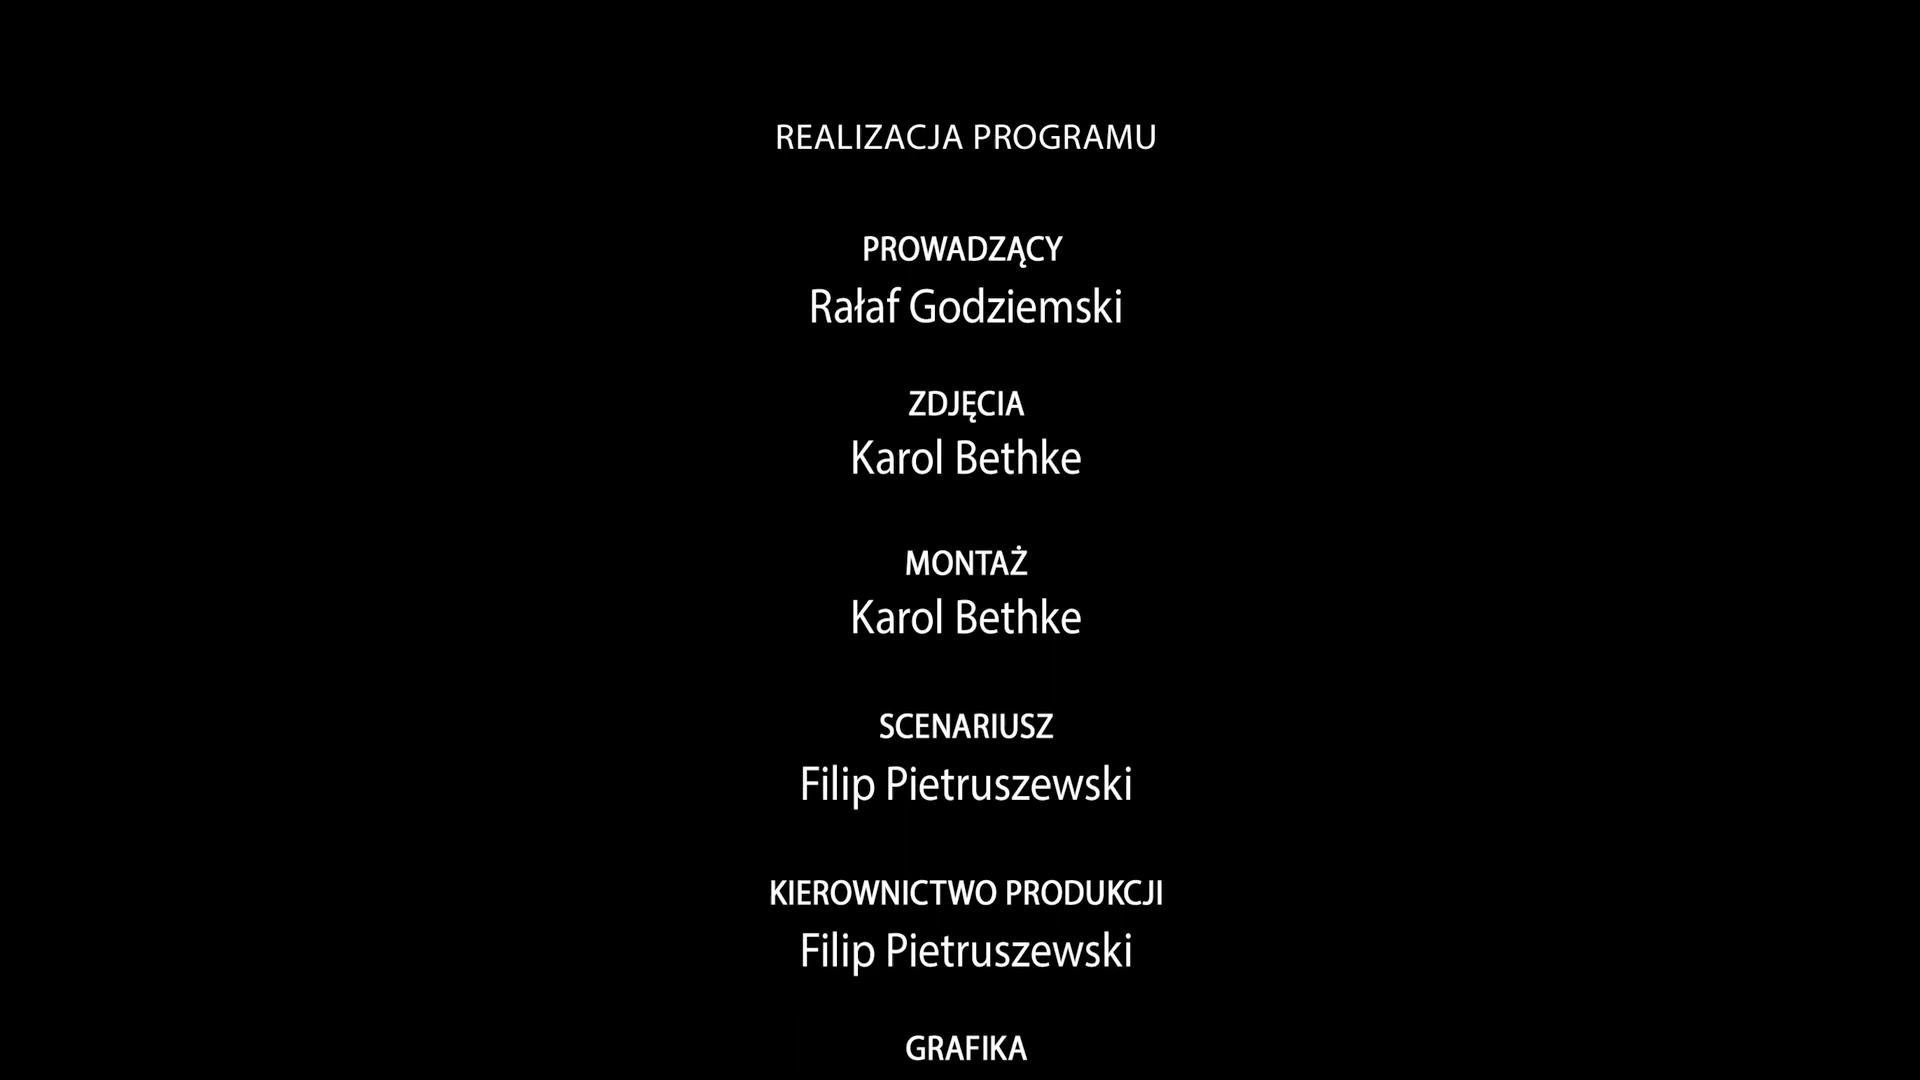 REALIZACJA PROGRAMU
PROWADZĄCY
Rałaf Godziemski
ZDJĘCIA
Karol Bethke
MONTAŻ
Karol Bethke
SCENARIUSZ
Filip Pietruszewski
KIEROWNICTWO PRODUKCJI
Filip Pietruszewski
GRAFIKA